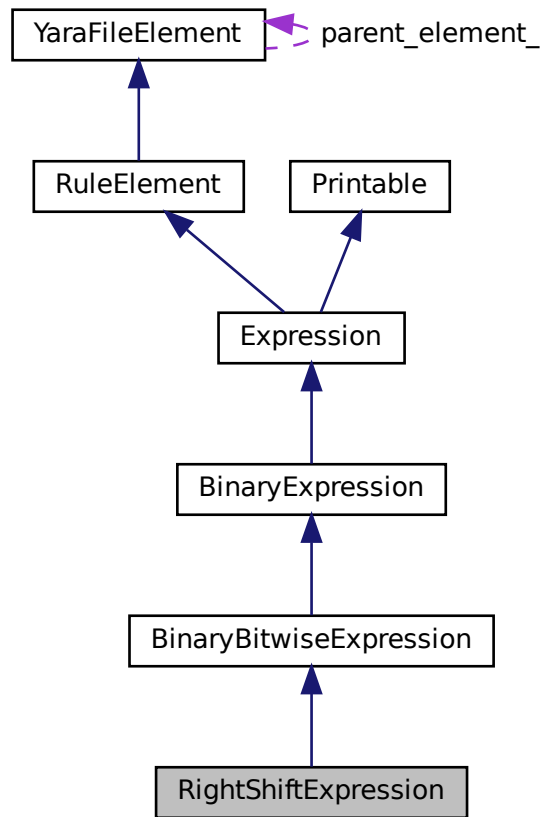 YaraFileElement
parent_element_
RuleElement
Printable
Expression
BinaryExpression
BinaryBitwiseExpression
RightShiftExpression